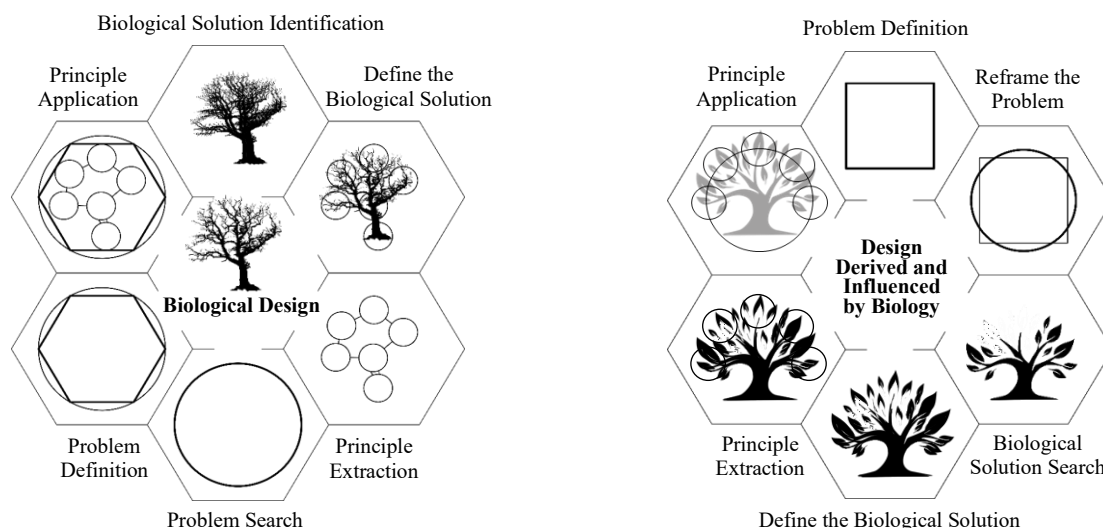 Biological Solution Identification
Principle
Application
Define the
Biological Solution
Biological Design
Problem
Definition
Principle
Extraction
Problem Search
Problem Definition
Principle
Application
Reframe the
Problem
Design
Derived and
Influenced
by Biology
Principle
Extraction
Biological
Solution Search
Define the Biological Solution